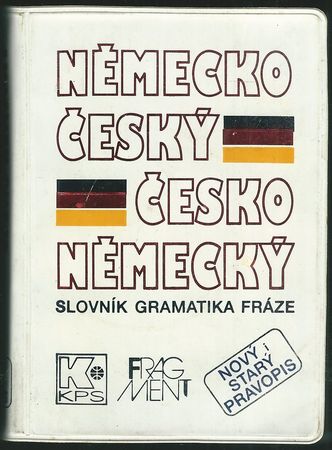 NĚMECKO
ČESKÝ
ČESKO
NĚMECKÝ
SLOVNÍK GRAMATIKA FRÁZE
K
KPS
FRAG
MENT
NOVÝ i
STARÝ
PRAVOPIS